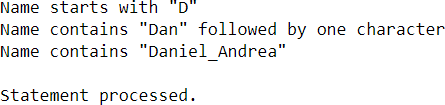 Name starts with "D"
Name contains "Dan" followed by one character
Name contains "Daniel_Andrea"
Statement processed.